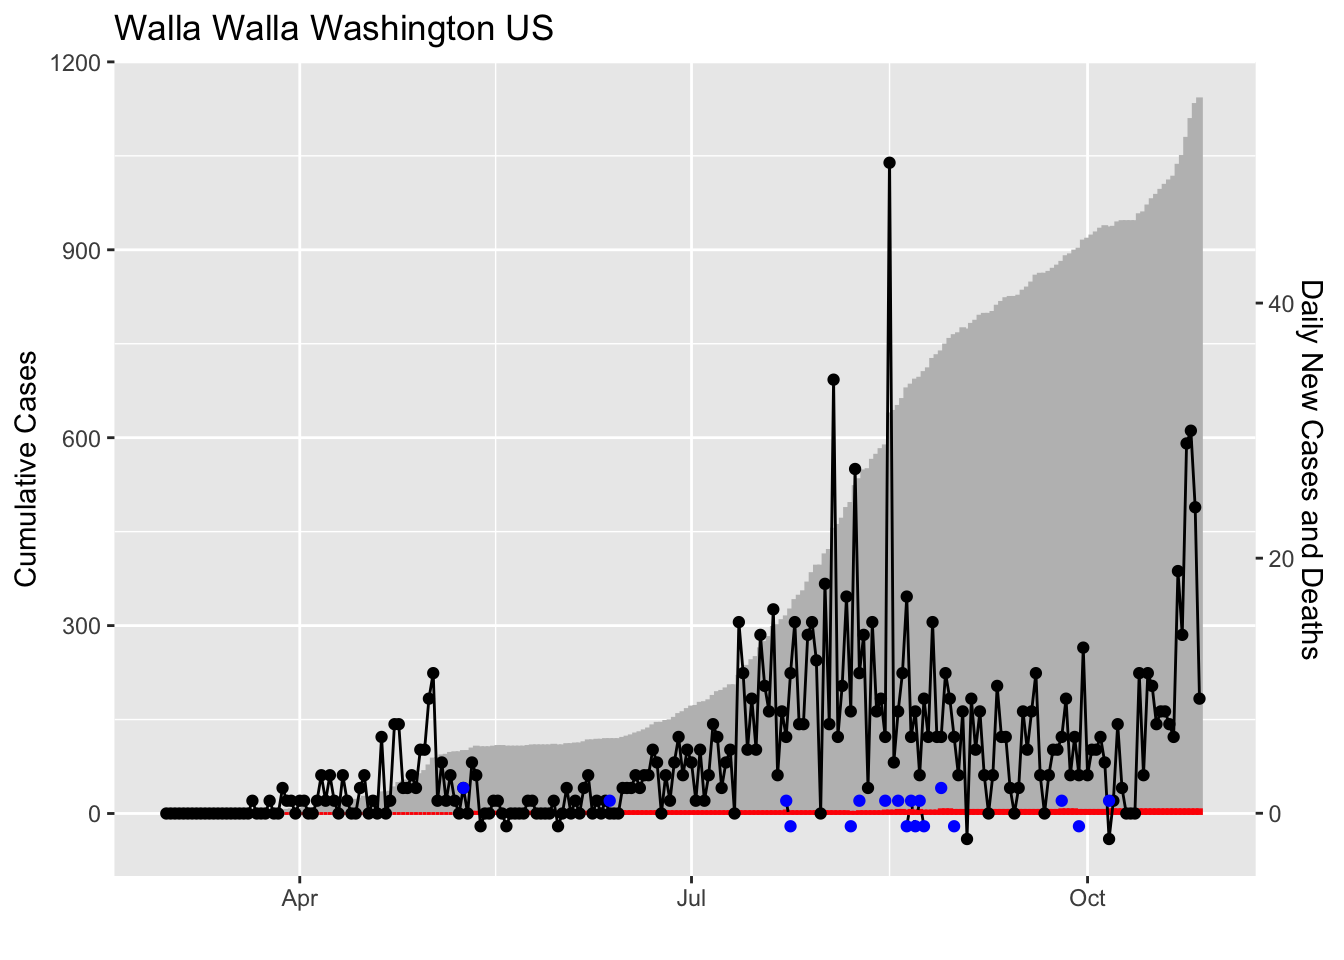 Walla Walla Washington US
1200
900
600
300
0
Cumulative Cases
40
20
0
Daily New Cases and Deaths
Apr
Jul
Oct